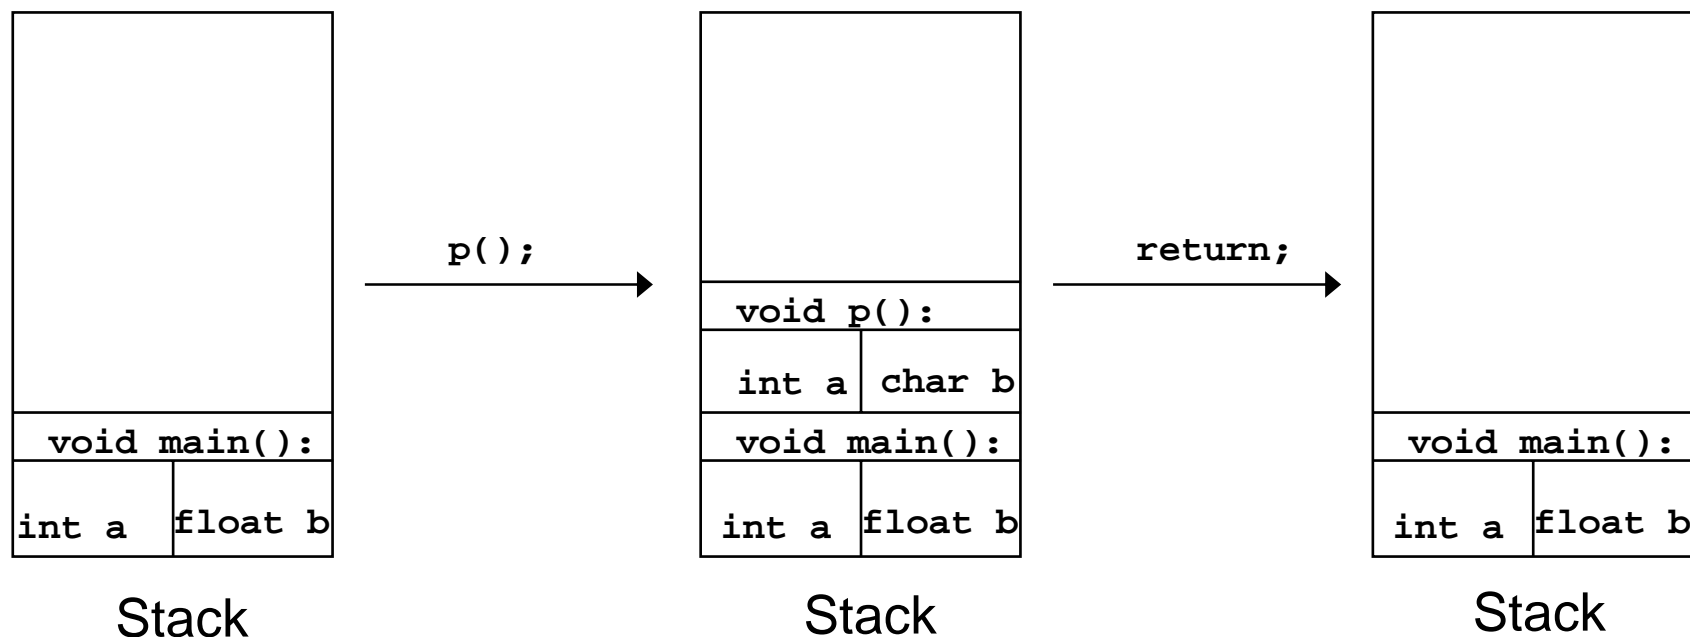 void main():
int a
float b
Stack
p();
void p():
int a
char b
void main():
int a
float b
Stack
return;
void main():
int a
float b
Stack